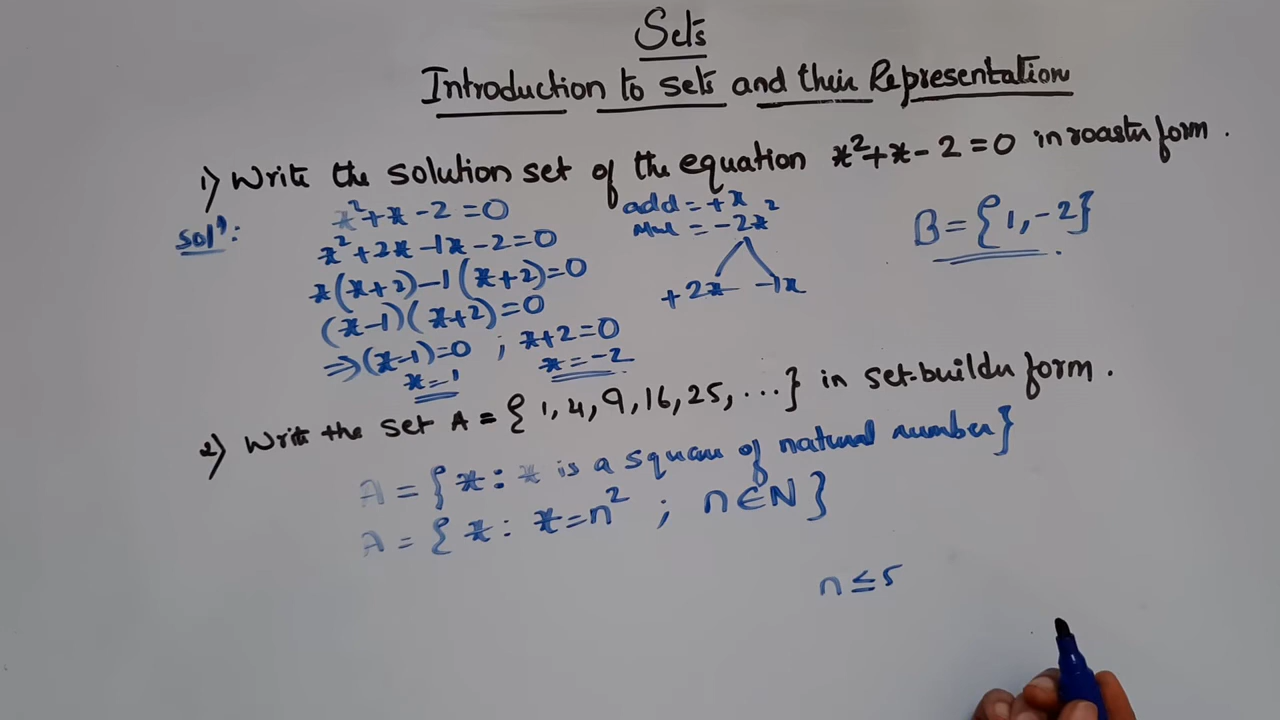 Sets
Introduction to sets and their Representation
1) Write the solution set of the equation x²+x-2=0 in roaster form.
Sol':
x²+x-2=0
x²+2x-1x-2=0
x(x+2)-1(x+2)=0
(x-1)(x+2)=0
⇒(x-1)=0 ; x+2=0
x=1 x=-2
add=+x
Mul=-2x²
+2x -1x
B={1,-2}.
2) Write the set A={1,4,9,16,25,...} in set-builder form.
A={x:x is a square of natural number}
A={x: x=n² ; n∈N}
n≤5